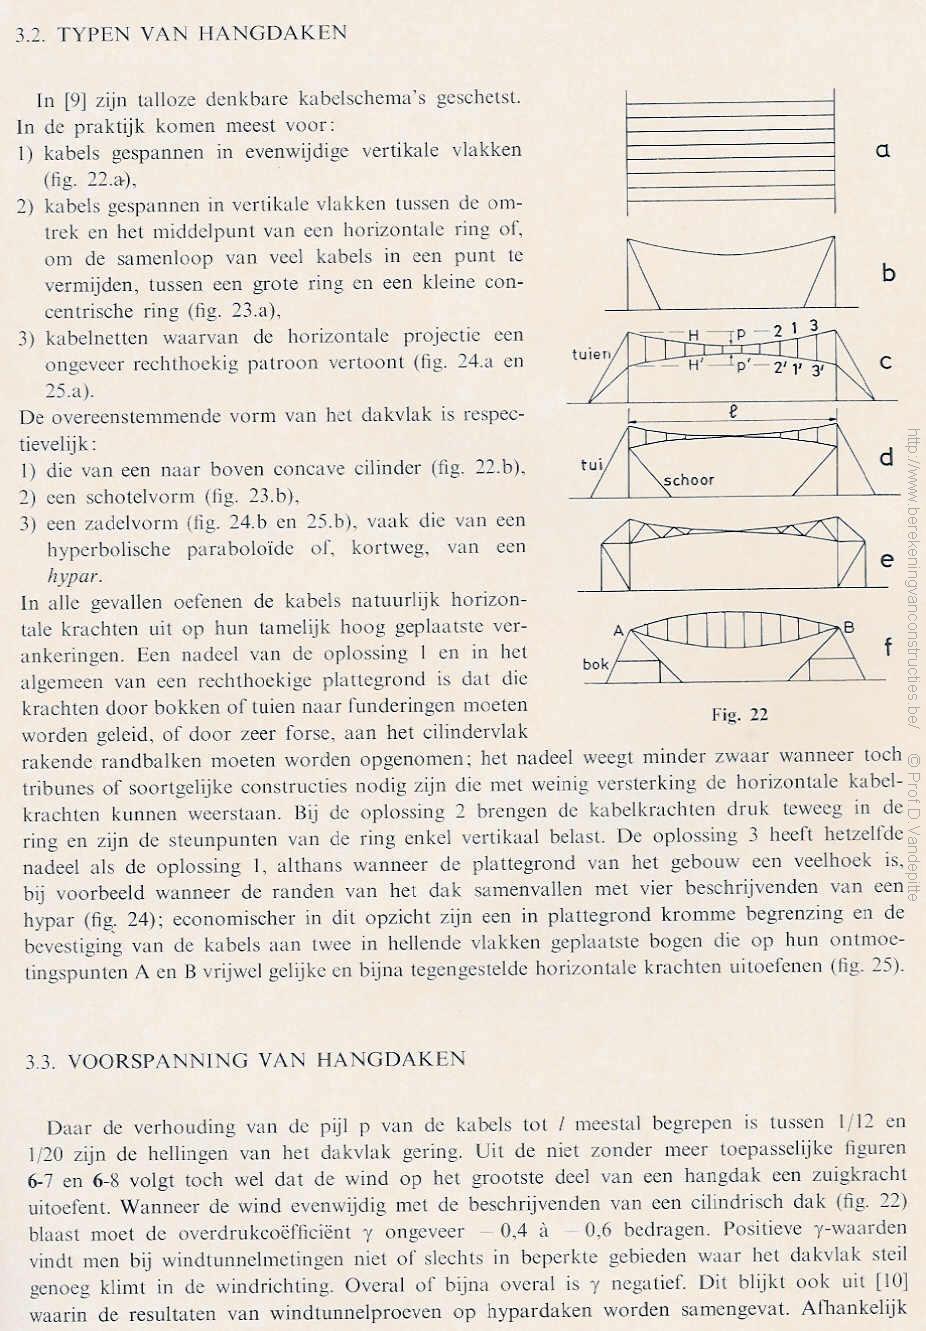 3.2. TYPEN VAN HANGDAKEN
In [9] zijn talloze denkbare kabelschema's geschetst.
In de praktijk komen meest voor:
1) kabels gespannen in evenwijdige vertikale vlakken
(fig. 22.a),
2) kabels gespannen in vertikale vlakken tussen de om-
trek en het middelpunt van een horizontale ring of,
om de samenloop van veel kabels in een punt te
vermijden, tussen een grote ring en een kleine con-
centrische ring (fig. 23.a),
3) kabelnetten waarvan de horizontale projectie een
ongeveer rechthoekig patroon vertoont (fig. 24.a en
25.a).
De overeenstemmende vorm van het dakvlak is respec-
tievelijk:
1) die van een naar boven concave cilinder (fig. 22.b),
2) een schotelvorm (fig. 23.b),
3) een zadelvorm (fig. 24.b en 25.b), vaak die van een
hyperbolische paraboloïde of, kortweg, van een
hypar.
In alle gevallen oefenen de kabels natuurlijk horizon-
tale krachten uit op hun tamelijk hoog geplaatste ver-
ankeringen. Een nadeel van de oplossing 1 en in het
algemeen van een rechthoekige plattegrond is dat die
krachten door bokken of tuien naar funderingen moeten
worden geleid, of door zeer forse, aan het cilindervlak
rakende randbalken moeten worden opgenomen; het nadeel weegt minder zwaar wanneer toch
tribunes of soortgelijke constructies nodig zijn die met weinig versterking de horizontale kabel-
krachten kunnen weerstaan. Bij de oplossing 2 brengen de kabelkrachten druk teweeg in de
ring en zijn de steunpunten van de ring enkel vertikaal belast. De oplossing 3 heeft hetzelfde
nadeel als de oplossing 1, althans wanneer de plattegrond van het gebouw een veelhoek is,
bij voorbeeld wanneer de randen van het dak samenvallen met vier beschrijvenden van een
hypar (fig. 24); economischer in dit opzicht zijn een in plattegrond kromme begrenzing en de
bevestiging van de kabels aan twee in hellende vlakken geplaatste bogen die op hun ontmoe-
tingspunten A en B vrijwel gelijke en bijna tegengestelde horizontale krachten uitoefenen (fig. 25).
a
b
H p 2 1 3
tuien
H' p' 2' 1' 3'
c
ℓ
tui
schoor
d
e
A
B
bok
f
Fig. 22
3.3. VOORSPANNING VAN HANGDAKEN
Daar de verhouding van de pijl p van de kabels tot l meestal begrepen is tussen 1/12 en
1/20 zijn de hellingen van het dakvlak gering. Uit de niet zonder meer toepasselijke figuren
6-7 en 6-8 volgt toch wel dat de wind op het grootste deel van een hangdak een zuigkracht
uitoefent. Wanneer de wind evenwijdig met de beschrijvenden van een cilindrisch dak (fig. 22)
blaast moet de overdrukcoëfficiënt γ ongeveer – 0,4 à – 0,6 bedragen. Positieve γ-waarden
vindt men bij windtunnelmetingen niet of slechts in beperkte gebieden waar het dakvlak steil
genoeg klimt in de windrichting. Overal of bijna overal is γ negatief. Dit blijkt ook uit [10]
waarin de resultaten van windtunnelproeven op hypardaken worden samengevat. Afhankelijk
http://www.berekeningvanconstructies.be/ © Prof D. Vandepitte